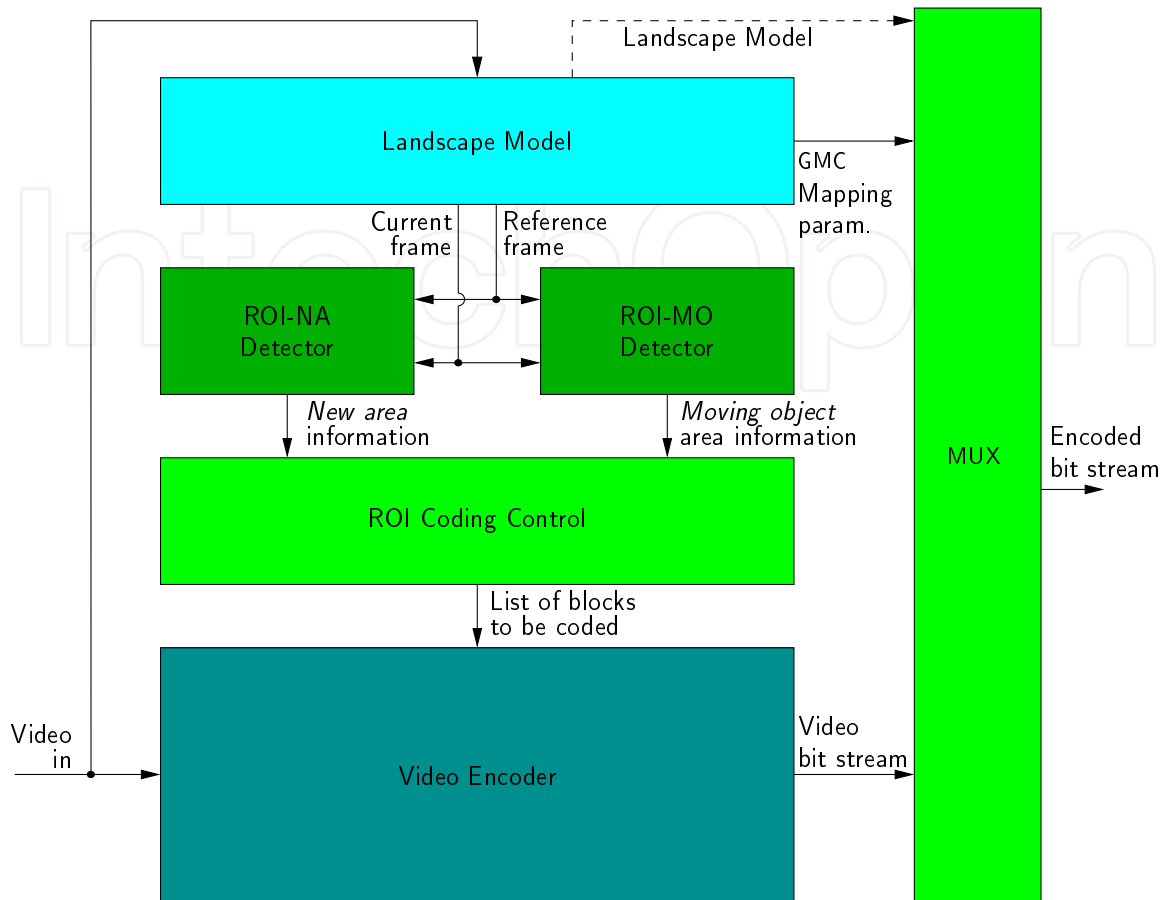 Landscape Model
Landscape Model
GMC
Mapping
param.
Current
frame
Reference
frame
ROI-NA
Detector
ROI-MO
Detector
New area
information
Moving object
area information
MUX
Encoded
bit stream
ROI Coding Control
List of blocks
to be coded
Video
in
Video Encoder
Video
bit stream
IntechOpen